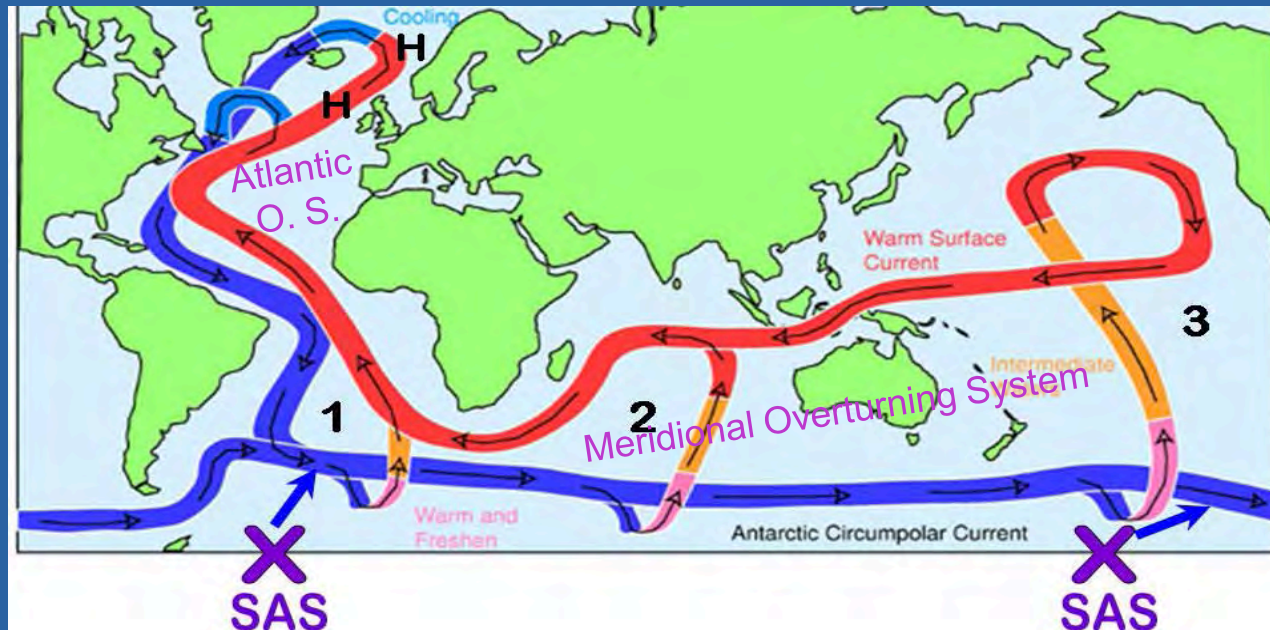 Cooling
H
H
Atlantic
O. S.
Warm Surface
Current
3
Intermediate
1
2
Meridional Overturning System
Warm and
Freshen
Antarctic Circumpolar Current
SAS
SAS